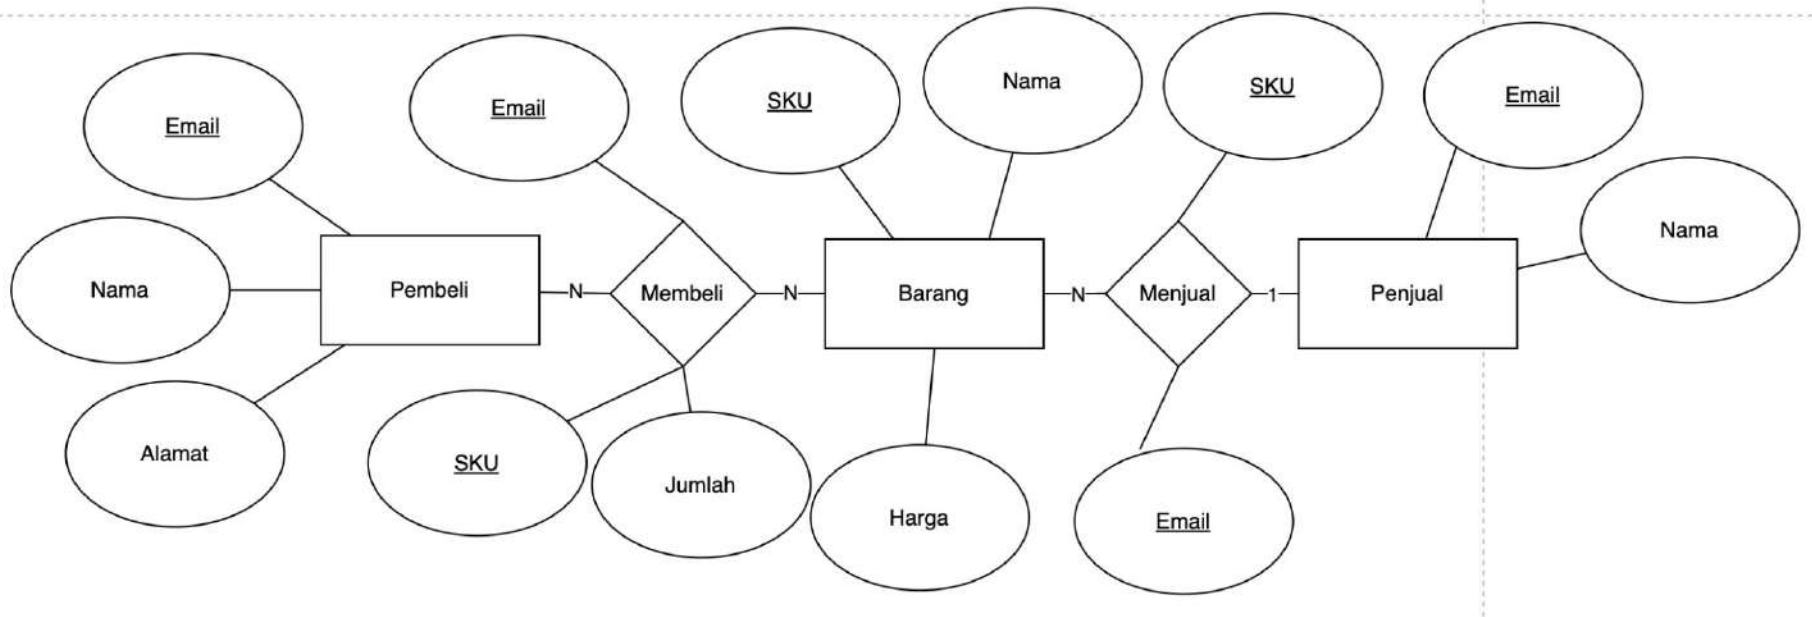 Email
Email
SKU
Nama
SKU
Email
Nama
Nama
Pembeli
N
Membeli
N
Barang
N
Menjual
1
Penjual
Alamat
SKU
Jumlah
Harga
Email